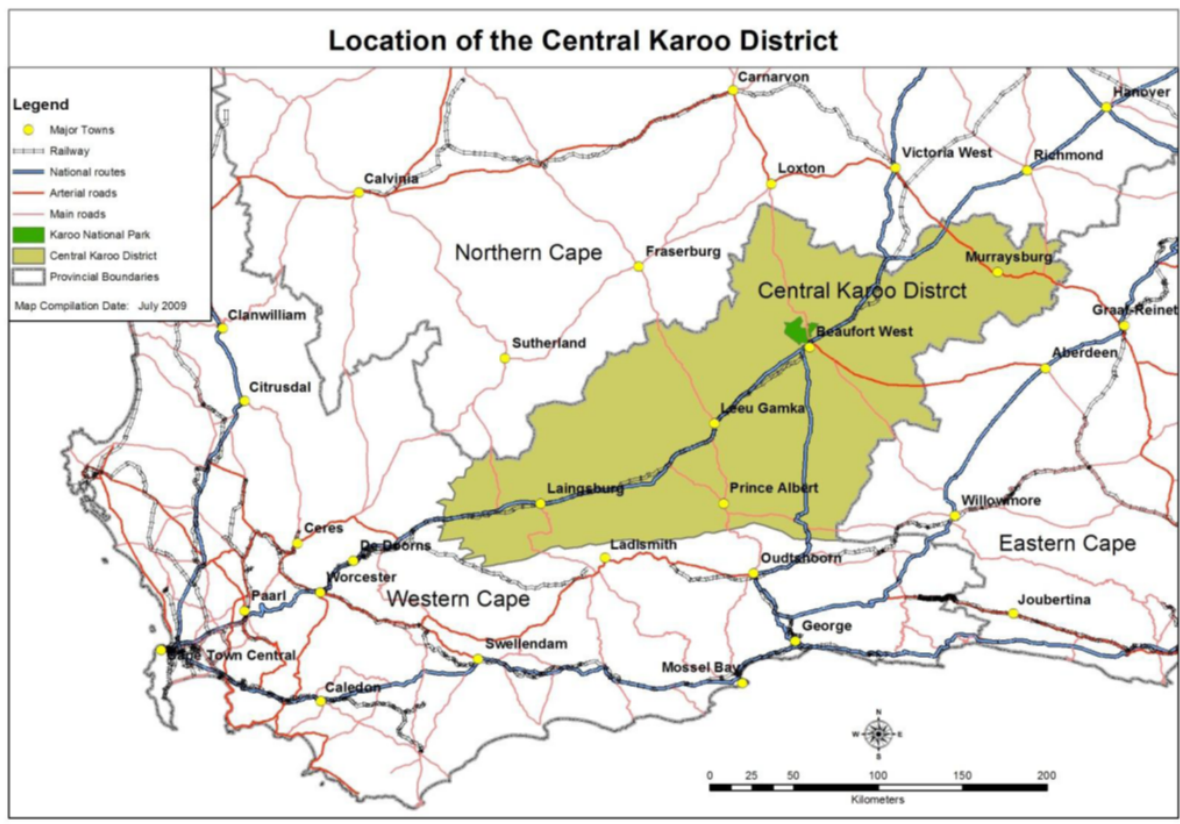 Location of the Central Karoo District
Legend
Major Towns
Railway
National routes
Arterial roads
Main roads
Karoo National Park
Central Karoo District
Provincial Boundaries
Map Compilation Date: July 2009
Carnarvon
Hanover
Victoria West
Richmond
Calvinia
Loxton
Northern Cape
Fraserburg
Murraysburg
Central Karoo Distrct
Clanwilliam
Graaf-Reinet
Beaufort West
Sutherland
Aberdeen
Citrusdal
Leeu Gamka
Laingsburg
Prince Albert
Willowmore
Ceres
De Doorns
Ladismith
Eastern Cape
Oudtshoorn
Worcester
Paarl
Western Cape
Joubertina
George
Swellendam
Cape Town Central
Mossel Bay
Caledon
N
W E
S
0 25 50 100 150 200
Kilometers